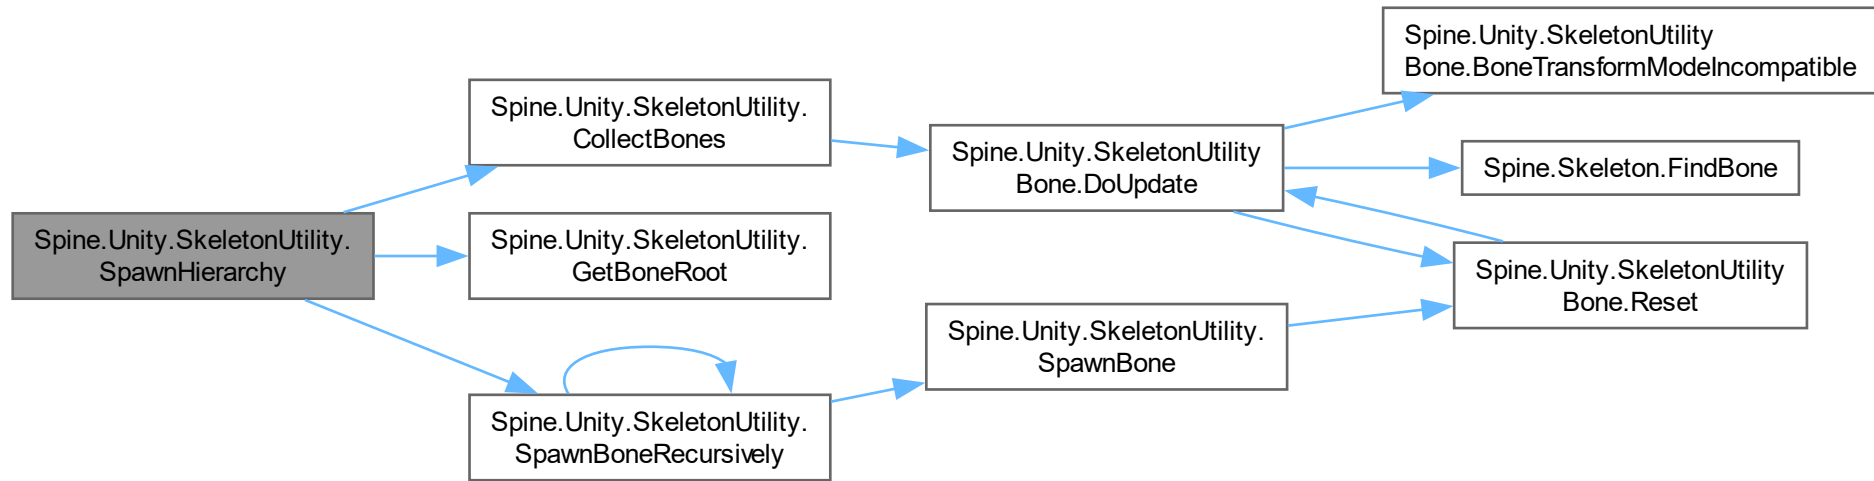 Spine.Unity.SkeletonUtility.
SpawnHierarchy
Spine.Unity.SkeletonUtility.
CollectBones
Spine.Unity.SkeletonUtility.
GetBoneRoot
Spine.Unity.SkeletonUtility.
SpawnBoneRecursively
Spine.Unity.SkeletonUtility
Bone.DoUpdate
Spine.Unity.SkeletonUtility.
SpawnBone
Spine.Unity.SkeletonUtility
Bone.BoneTransformModeIncompatible
Spine.Skeleton.FindBone
Spine.Unity.SkeletonUtility
Bone.Reset